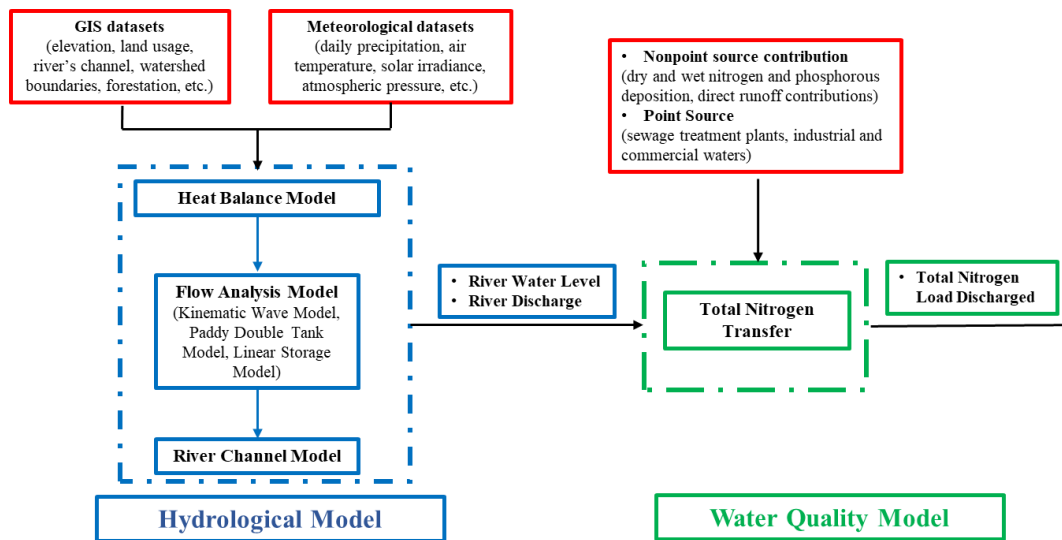 GIS datasets
(elevation, land usage,
river's channel, watershed
boundaries, forestation, etc.)
Meteorological datasets
(daily precipitation, air
temperature, solar irradiance,
atmospheric pressure, etc.)
• Nonpoint source contribution
(dry and wet nitrogen and phosphorous
deposition, direct runoff contributions)
• Point Source
(sewage treatment plants, industrial and
commercial waters)
Heat Balance Model
Flow Analysis Model
(Kinematic Wave Model,
Paddy Double Tank
Model, Linear Storage
Model)
River Channel Model
• River Water Level
• River Discharge
Total Nitrogen
Transfer
• Total Nitrogen
Load Discharged
Hydrological Model
Water Quality Model